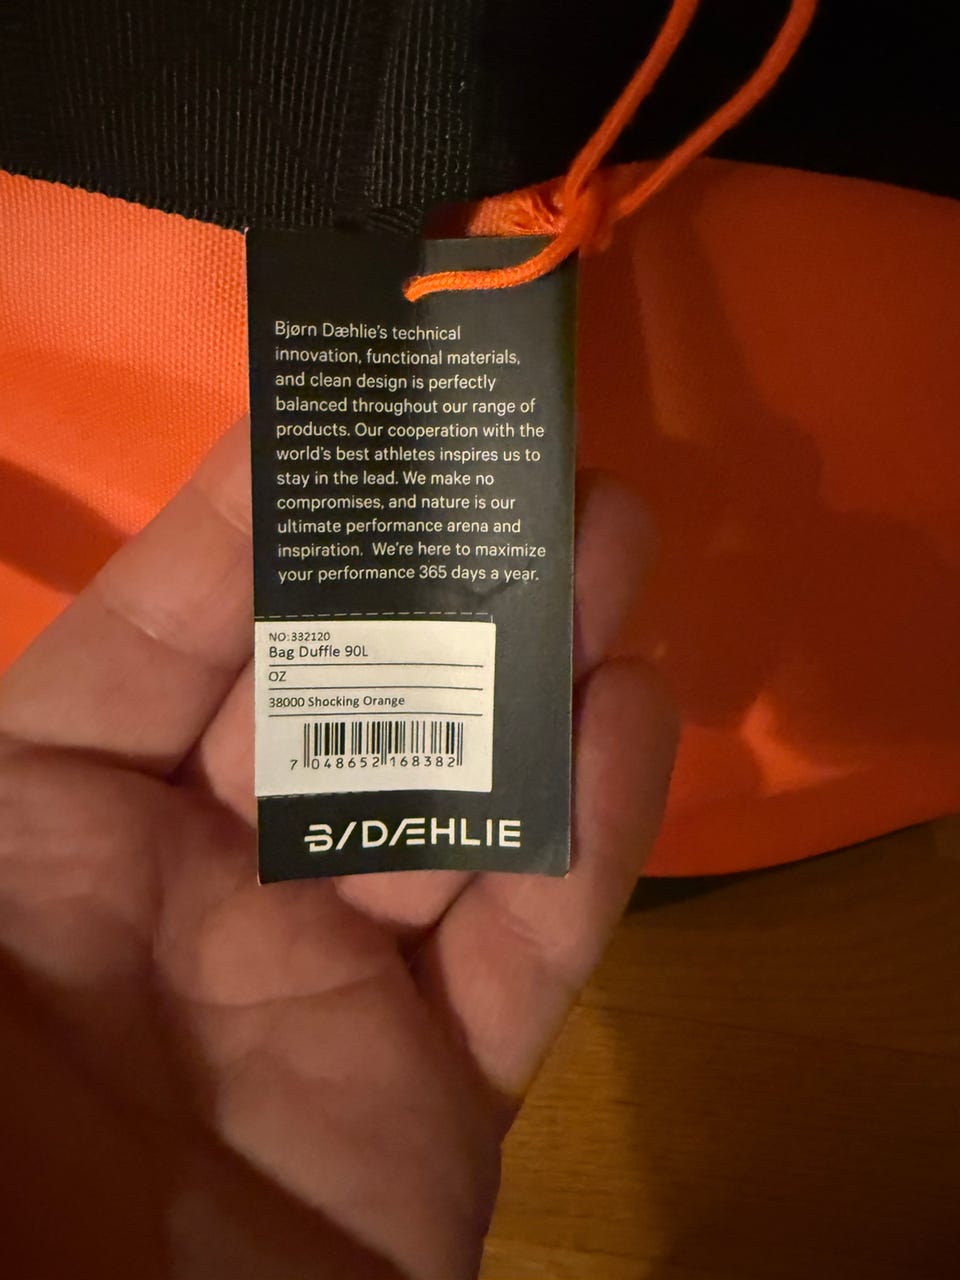 Bjørn Dæhlie's technical
innovation, functional materials,
and clean design is perfectly
balanced throughout our range of
products. Our cooperation with the
world's best athletes inspires us to
stay in the lead. We make no
compromises, and nature is our
ultimate performance arena and
inspiration. We're here to maximize
your performance 365 days a year.
NO:332120
Bag Duffle 90L
OZ
38000 Shocking Orange
7 048652 168382
B/DÆHLIE